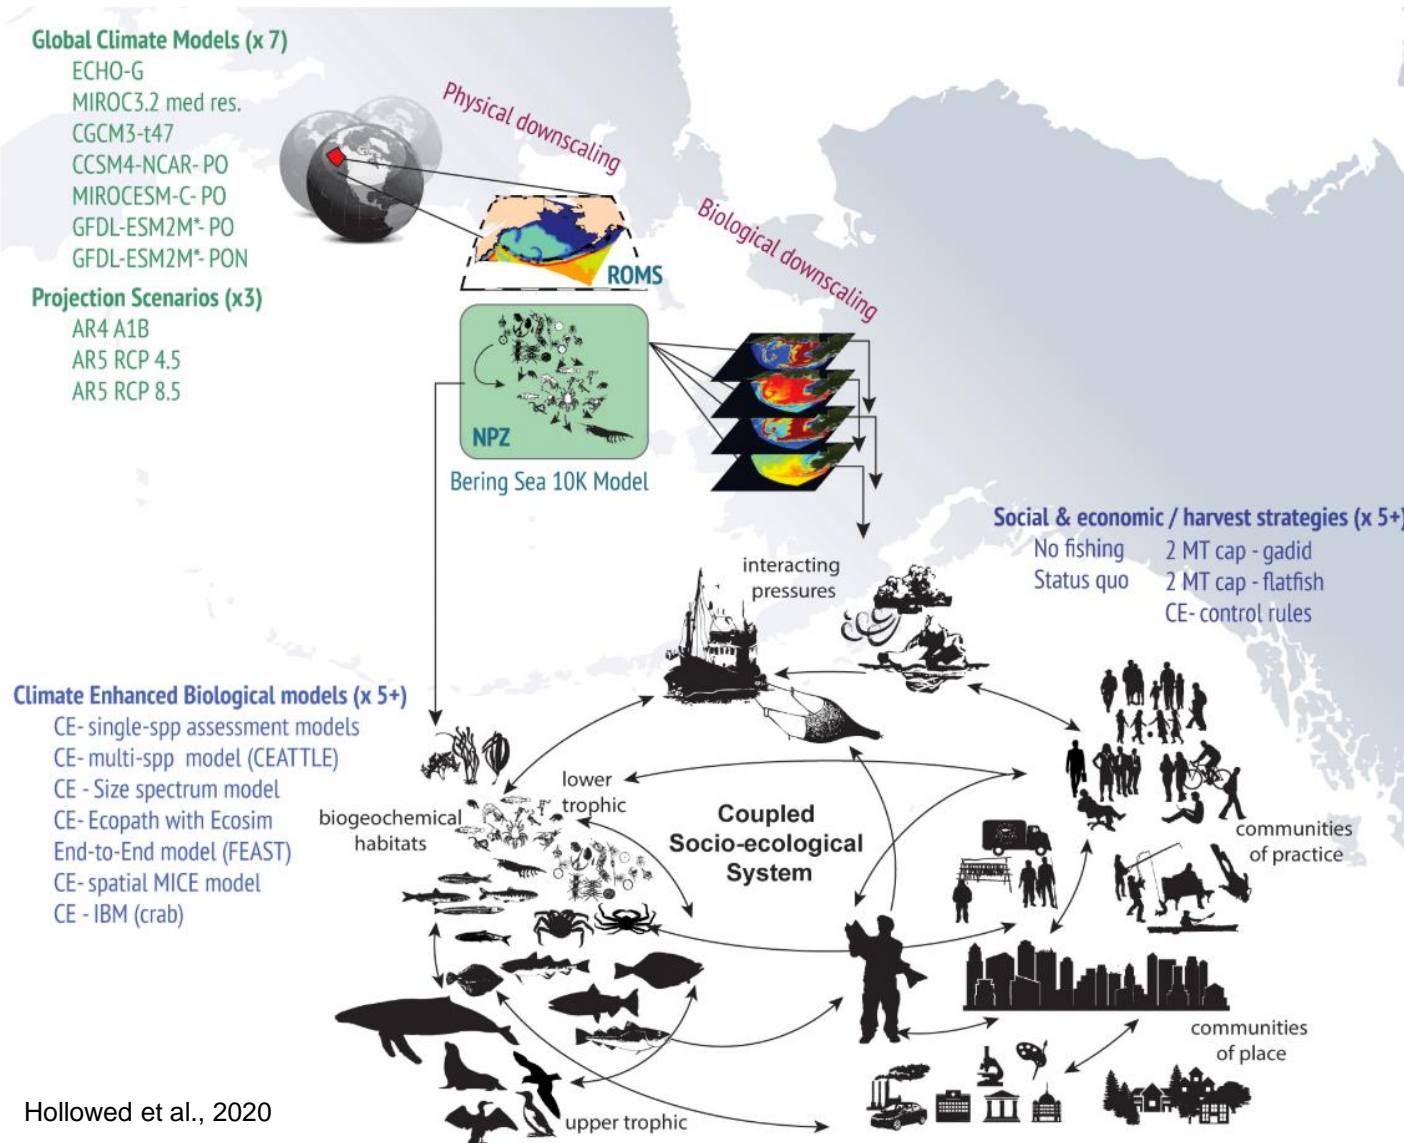 Global Climate Models (x 7)
ECHO-G
MIROC3.2 med res.
CGCM3-t47
CCSM4-NCAR- PO
MIROCESM-C- PO
GFDL-ESM2M*- PO
GFDL-ESM2M*- PON
Projection Scenarios (x3)
AR4 A1B
AR5 RCP 4.5
AR5 RCP 8.5
Physical downscaling
ROMS
Biological downscaling
NPZ
Bering Sea 10K Model
Social & economic / harvest strategies (x 5+)
No fishing
Status quo
2 MT cap - gadid
2 MT cap - flatfish
CE- control rules
interacting
pressures
Climate Enhanced Biological models (x 5+)
CE- single-spp assessment models
CE- multi-spp model (CEATTLE)
CE - Size spectrum model
CE- Ecopath with Ecosim
End-to-End model (FEAST)
CE- spatial MICE model
CE - IBM (crab)
biogeochemical
habitats
lower
trophic
Coupled
Socio-ecological
System
communities
of practice
communities
of place
upper trophic
Hollowed et al., 2020